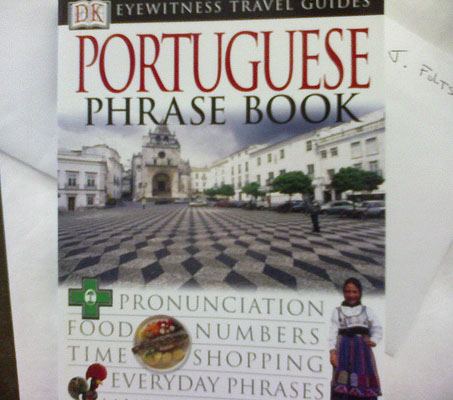 DK EYEWITNESS TRAVEL GUIDES
PORTUGUESE
PHRASE BOOK
J. Folts
PRONUNCIATION
FOOD NUMBERS
TIME SHOPPING
EVERYDAY PHRASES